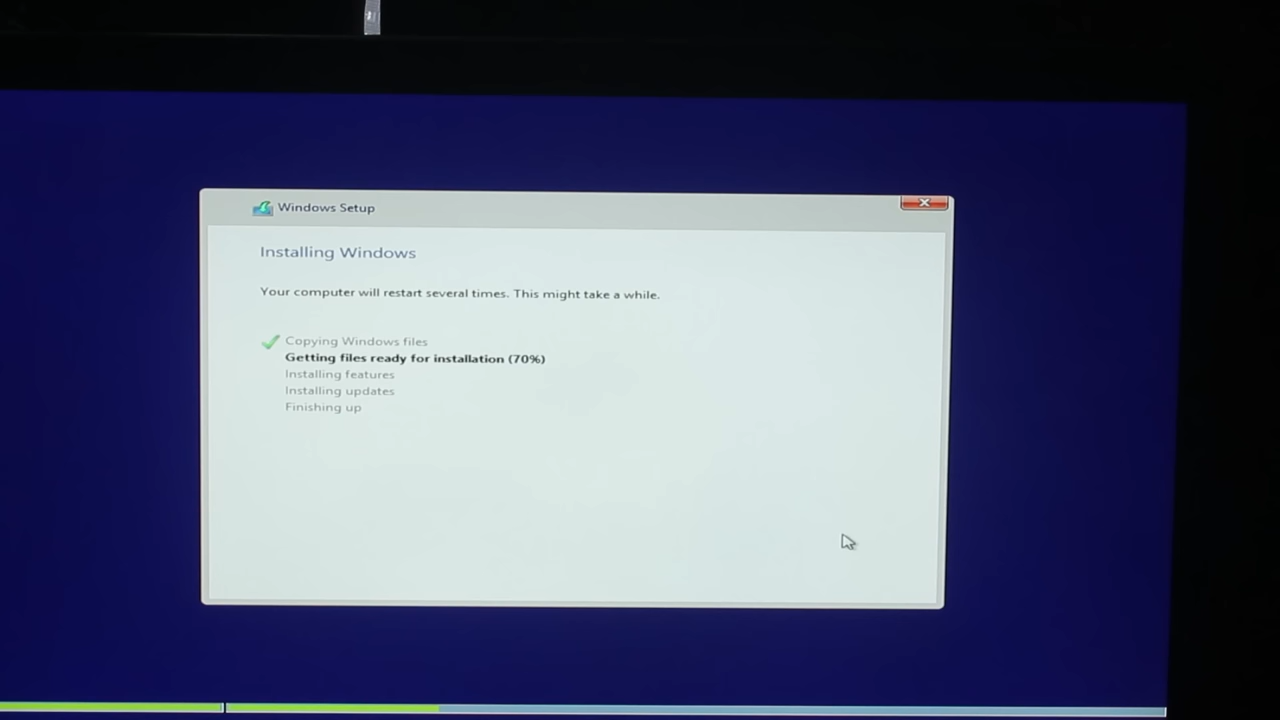 Windows Setup
Installing Windows
Your computer will restart several times. This might take a while.
Copying Windows files
Getting files ready for installation (70%)
Installing features
Installing updates
Finishing up